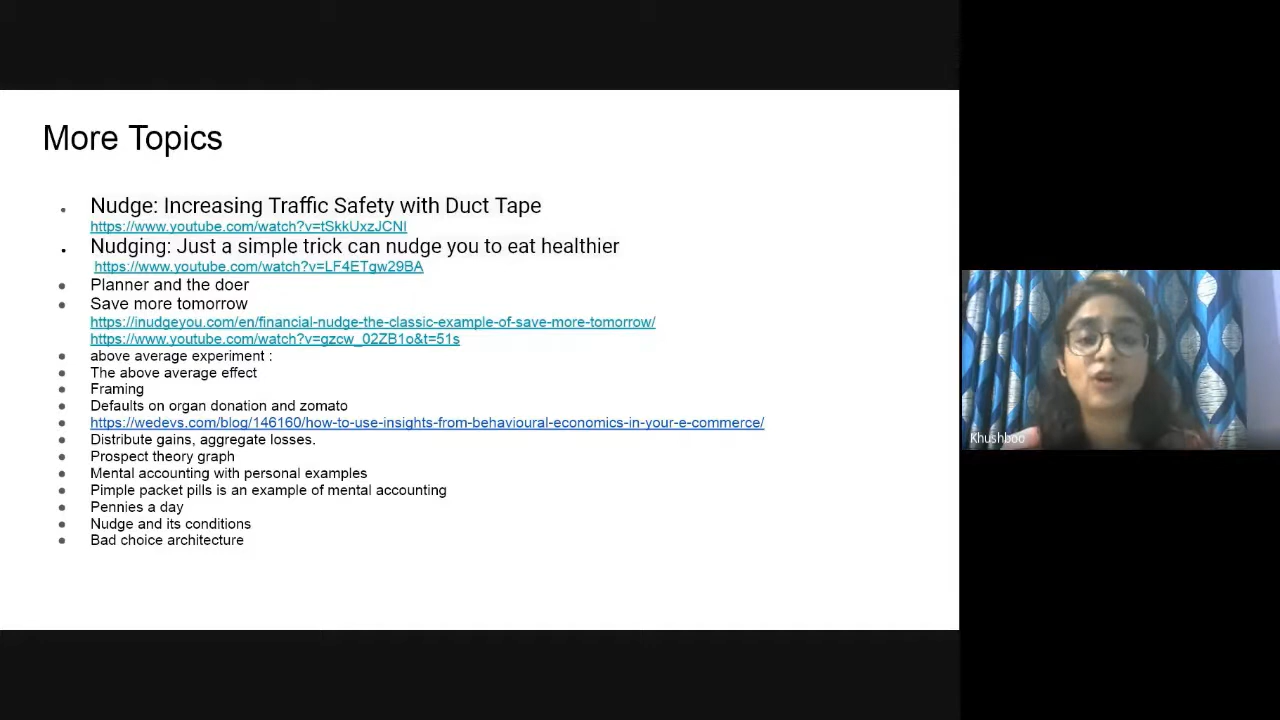 More Topics
Nudge: Increasing Traffic Safety with Duct Tape
https://www.youtube.com/watch?v=tSkkUxzJCNI
Nudging: Just a simple trick can nudge you to eat healthier
https://www.youtube.com/watch?v=LF4ETgw29BA
Planner and the doer
Save more tomorrow
https://inudgeyou.com/en/financial-nudge-the-classic-example-of-save-more-tomorrow/
https://www.youtube.com/watch?v=gzcw_02ZB1o&t=51s
above average experiment :
The above average effect
Framing
Defaults on organ donation and zomato
https://wedevs.com/blog/146160/how-to-use-insights-from-behavioural-economics-in-your-e-commerce/
Distribute gains, aggregate losses.
Prospect theory graph
Mental accounting with personal examples
Pimple packet pills is an example of mental accounting
Pennies a day
Nudge and its conditions
Bad choice architecture
Khushboo